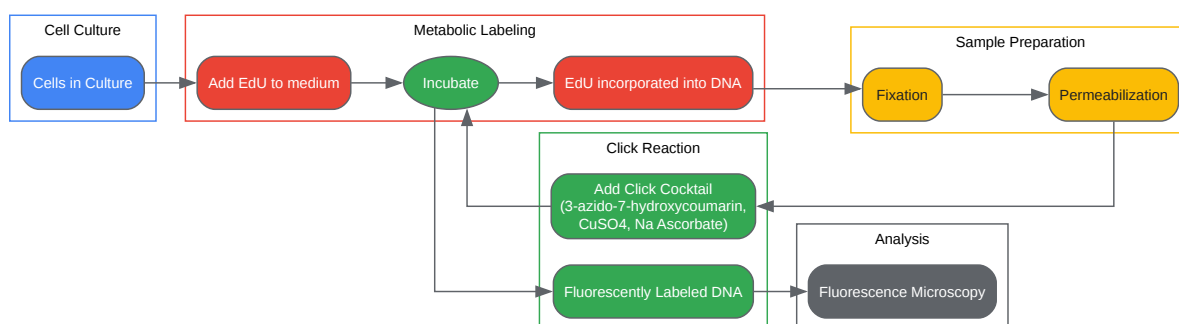 Cell Culture
Cells in Culture
Metabolic Labeling
Add EdU to medium
Incubate
EdU incorporated into DNA
Sample Preparation
Fixation
Permeabilization
Click Reaction
Add Click Cocktail
(3-azido-7-hydroxycoumarin,
CuSO4, Na Ascorbate)
Fluorescently Labeled DNA
Analysis
Fluorescence Microscopy